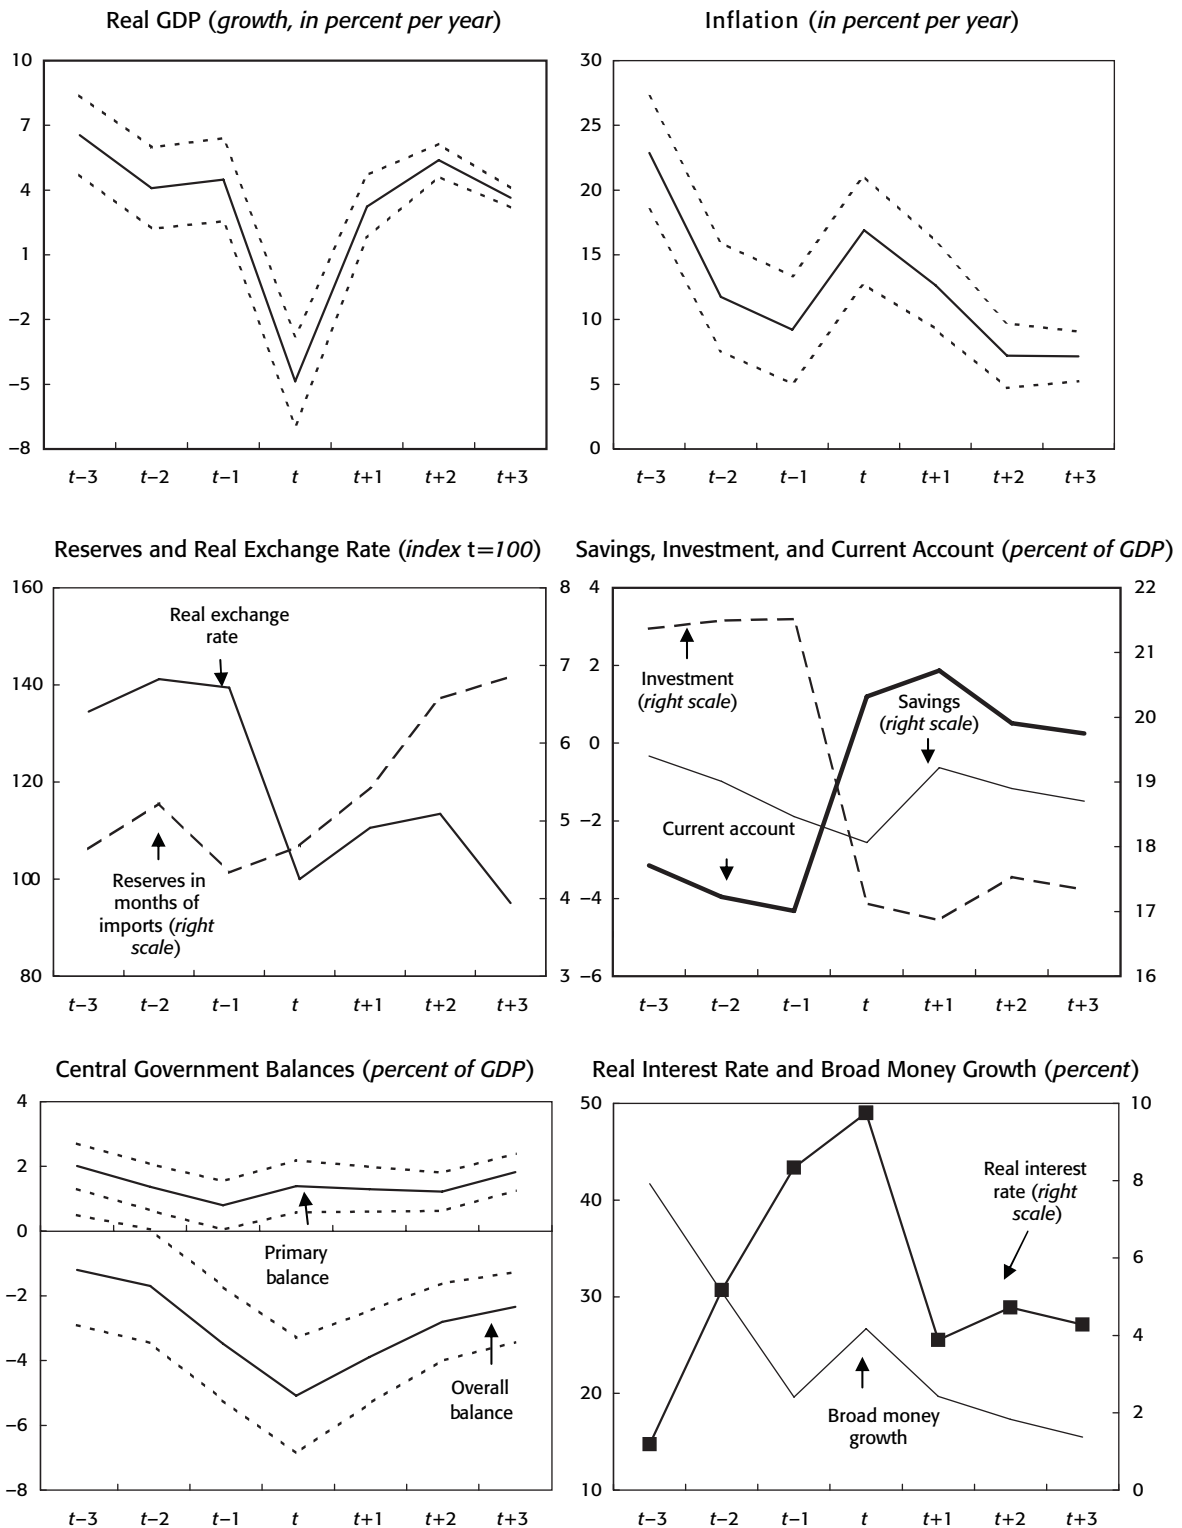 Real GDP (growth, in percent per year)
10
7
4
1
−2
−5
−8
t−3 t−2 t−1 t t+1 t+2 t+3
Inflation (in percent per year)
30
25
20
15
10
5
0
t−3 t−2 t−1 t t+1 t+2 t+3
Reserves and Real Exchange Rate (index t=100)
160
140
120
100
80
8
7
6
5
4
3
Real exchange
rate
Reserves in
months of
imports (right
scale)
t−3 t−2 t−1 t t+1 t+2 t+3
Savings, Investment, and Current Account (percent of GDP)
4
2
0
−2
−4
−6
22
21
20
19
18
17
16
Investment
(right scale)
Savings
(right scale)
Current account
t−3 t−2 t−1 t t+1 t+2 t+3
Central Government Balances (percent of GDP)
4
2
0
−2
−4
−6
−8
Primary
balance
Overall
balance
t−3 t−2 t−1 t t+1 t+2 t+3
Real Interest Rate and Broad Money Growth (percent)
50
40
30
20
10
10
8
6
4
2
0
Real interest
rate (right
scale)
Broad money
growth
t−3 t−2 t−1 t t+1 t+2 t+3